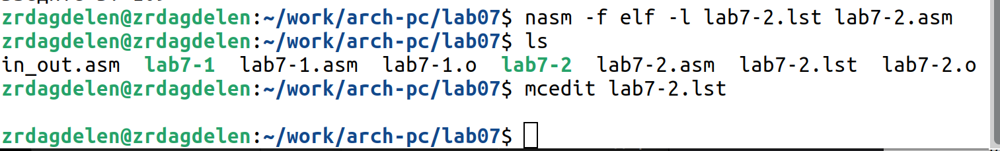 zrdagdelen@zrdagdelen:~/work/arch-pc/lab07$ nasm -f elf -l lab7-2.lst lab7-2.asm
zrdagdelen@zrdagdelen:~/work/arch-pc/lab07$ ls
in_out.asm  lab7-1  lab7-1.asm  lab7-1.o  lab7-2  lab7-2.asm  lab7-2.lst  lab7-2.o
zrdagdelen@zrdagdelen:~/work/arch-pc/lab07$ mcedit lab7-2.lst
zrdagdelen@zrdagdelen:~/work/arch-pc/lab07$